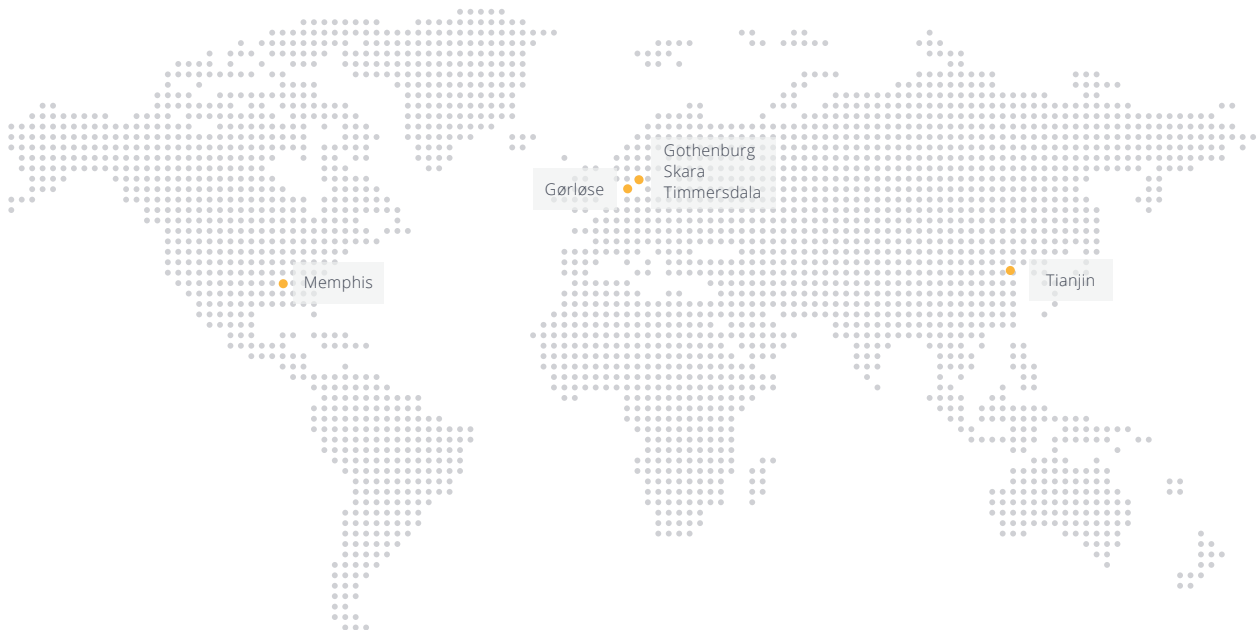 Gothenburg
Skara
Timmersdala
Gørløse
Memphis
Tianjin